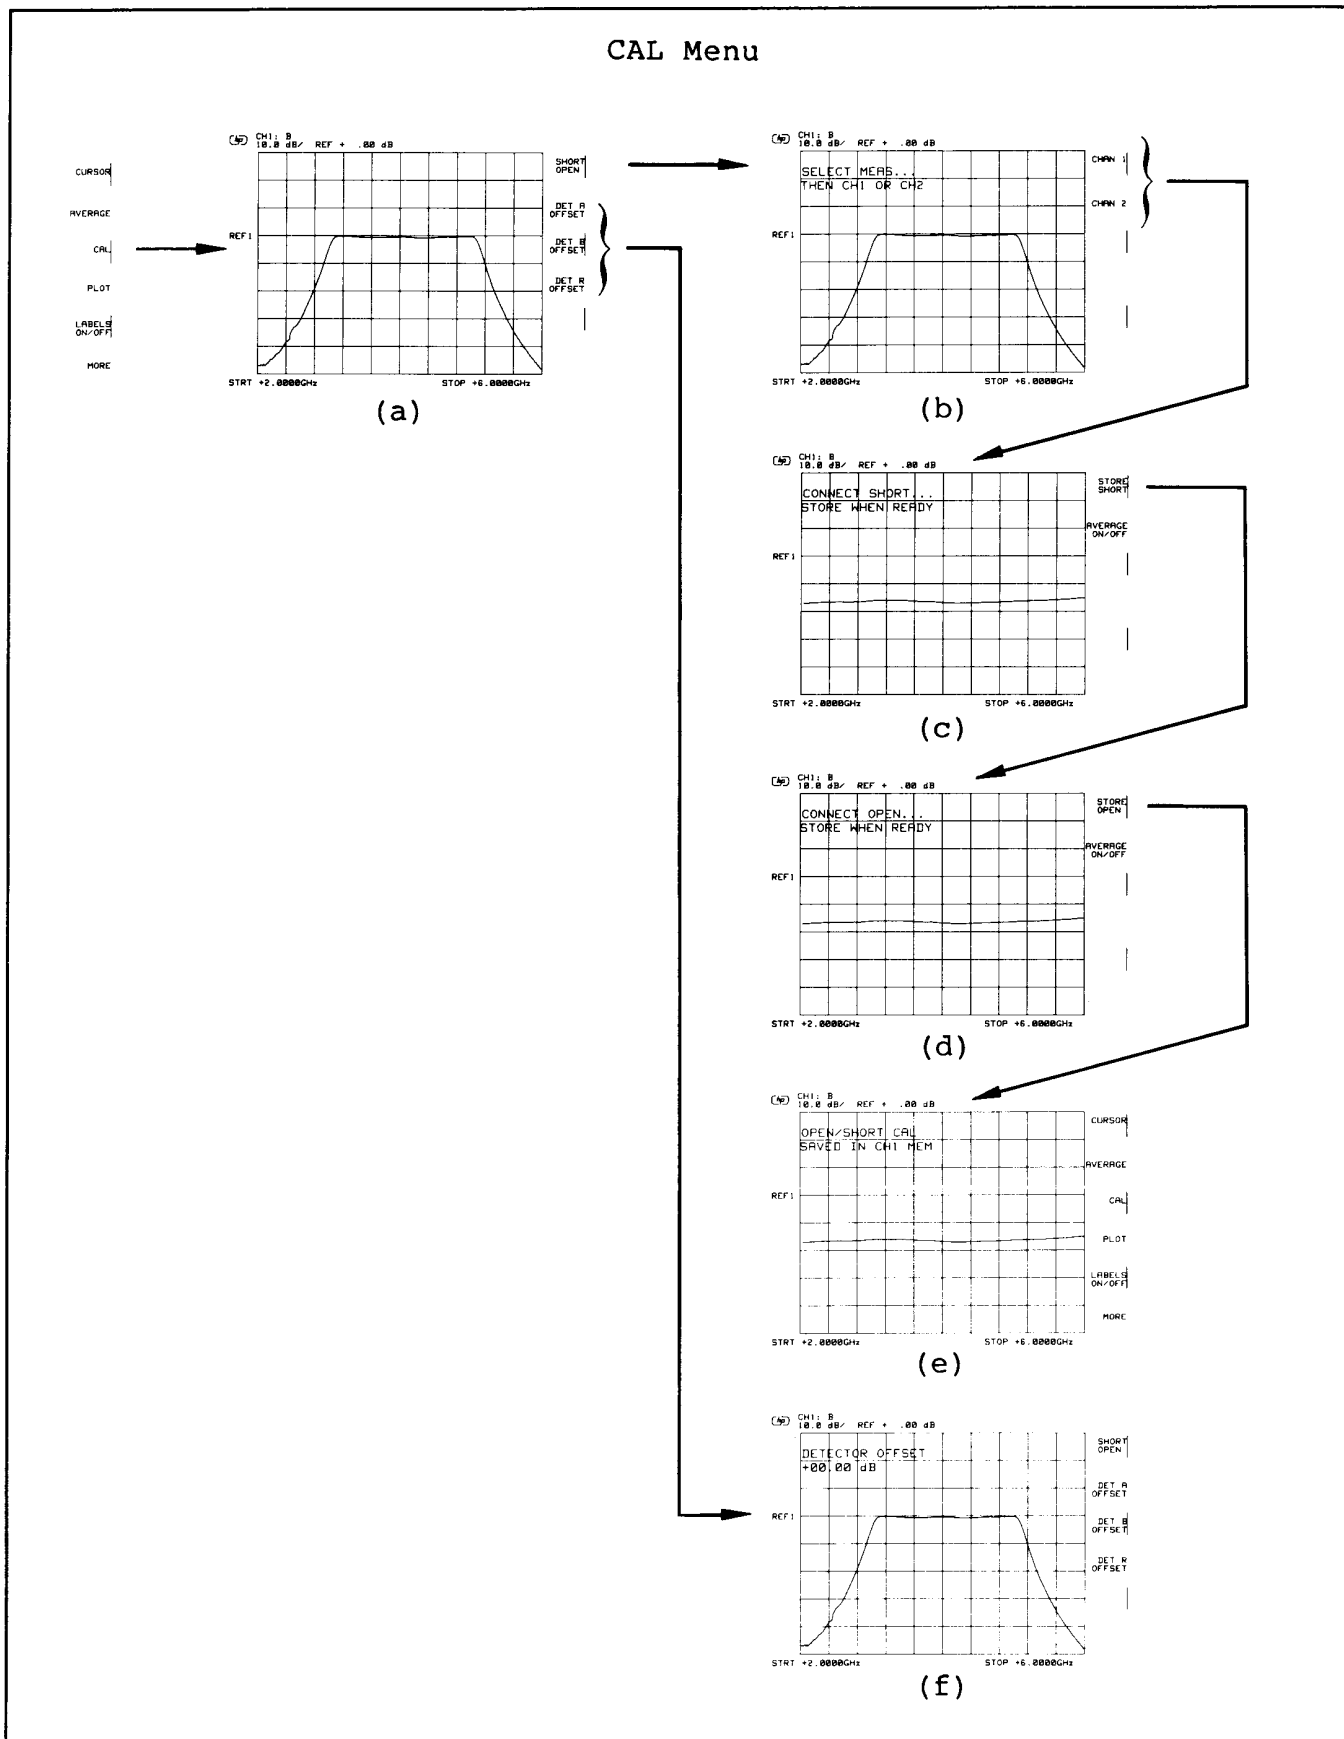 CAL Menu
CURSOR
AVERAGE
CAL
PLOT
LABELS
ON/OFF
MORE
hp
CH1: B
10.0 dB/ REF + .00 dB
REF1
STRT +2.0000GHz
STOP +6.0000GHz
SHORT
OPEN
DET A
OFFSET
DET B
OFFSET
DET R
OFFSET
(a)
hp
CH1: B
10.0 dB/ REF + .00 dB
SELECT MEAS...
THEN CH1 OR CH2
REF1
STRT +2.0000GHz
STOP +6.0000GHz
CHAN 1
CHAN 2
(b)
hp
CH1: B
10.0 dB/ REF + .00 dB
CONNECT SHORT...
STORE WHEN READY
REF1
STRT +2.0000GHz
STOP +6.0000GHz
STORE
SHORT
AVERAGE
ON/OFF
(c)
hp
CH1: B
10.0 dB/ REF + .00 dB
CONNECT OPEN...
STORE WHEN READY
REF1
STRT +2.0000GHz
STOP +6.0000GHz
STORE
OPEN
AVERAGE
ON/OFF
(d)
hp
CH1: B
10.0 dB/ REF + .00 dB
OPEN/SHORT CAL
SAVED IN CH1 MEM
REF1
STRT +2.0000GHz
STOP +6.0000GHz
CURSOR
AVERAGE
CAL
PLOT
LABELS
ON/OFF
MORE
(e)
hp
CH1: B
10.0 dB/ REF + .00 dB
DETECTOR OFFSET
+00.00 dB
REF1
STRT +2.0000GHz
STOP +6.0000GHz
SHORT
OPEN
DET A
OFFSET
DET B
OFFSET
DET R
OFFSET
(f)